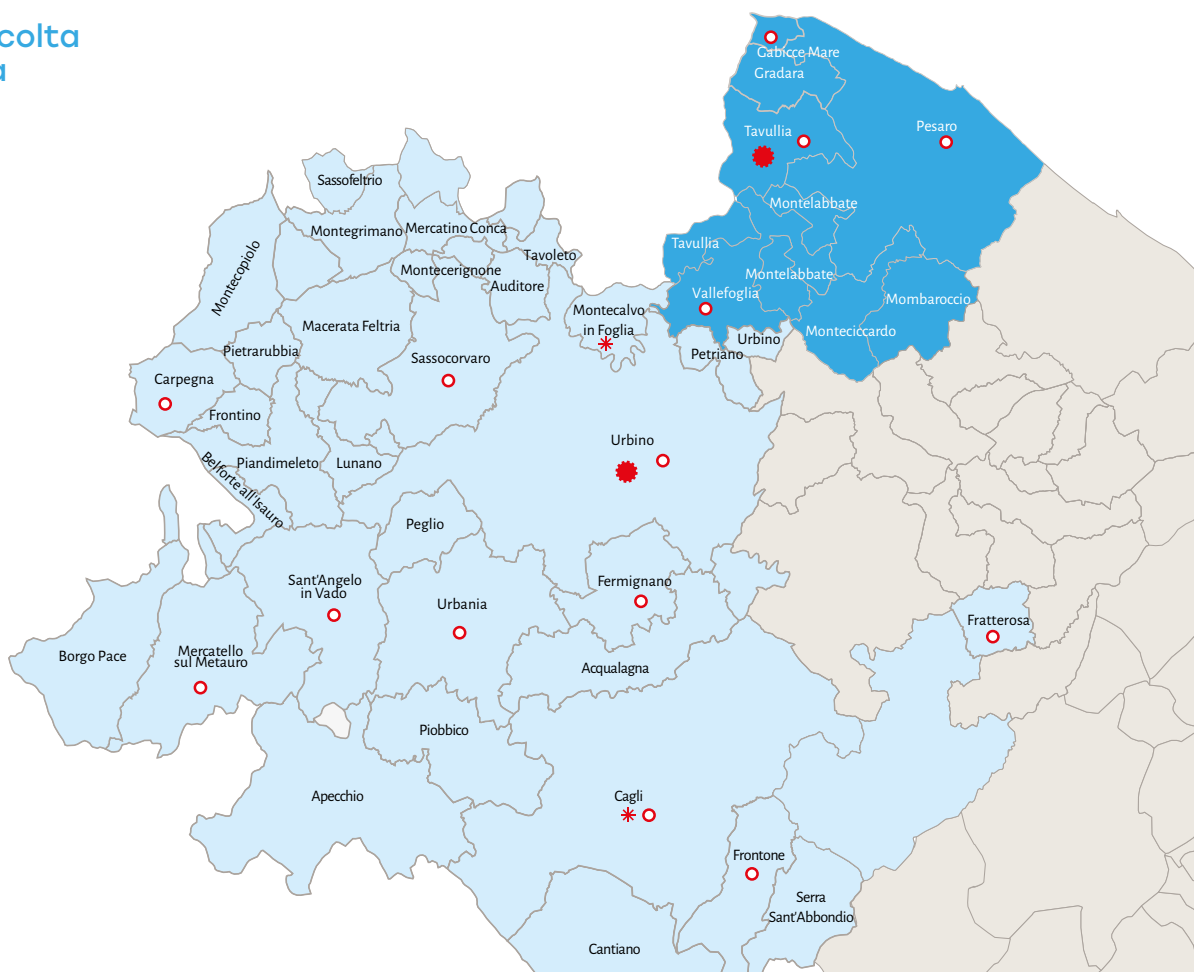 colta
a
Gabicce Mare
Gradara
Tavullia
Pesaro
Sassofeltrio
Montelabbate
Montegrimano
Mercatino Conca
Tavullia
Tavoleto
Montecerignone
Montecopiolo
Auditore
Montelabbate
Vallefoglia
Mombaroccio
Montecalvo
in Foglia
Macerata Feltria
Monteciccardo
Urbino
Pietrarubbia
Petriano
Sassocorvaro
Carpegna
Frontino
Urbino
Piandimeleto
Lunano
Belforte all'Isauro
Peglio
Sant'Angelo
in Vado
Fermignano
Urbania
Fratterosa
Borgo Pace
Mercatello
sul Metauro
Acqualagna
Piobbico
Apecchio
Cagli
Frontone
Serra
Sant'Abbondio
Cantiano